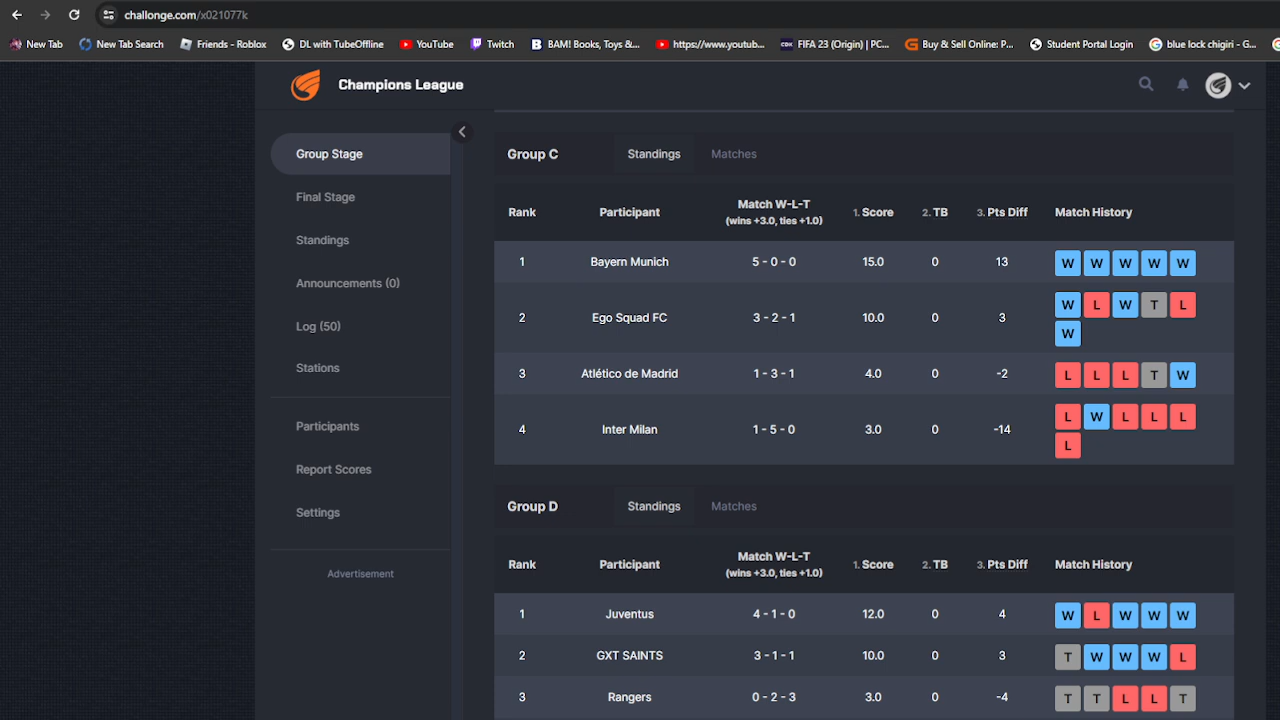 challonge.com/x021077k
New Tab New Tab Search Friends - Roblox DL with TubeOffline YouTube Twitch BAM! Books, Toys &... https://www.youtub... FIFA 23 (Origin) | PC... Buy & Sell Online: P... Student Portal Login blue lock chigiri - G...
Champions League
Group Stage
Final Stage
Standings
Announcements (0)
Log (50)
Stations
Participants
Report Scores
Settings
Advertisement
Group C Standings Matches
Rank Participant Match W-L-T (wins +3.0, ties +1.0) 1. Score 2. TB 3. Pts Diff Match History
1 Bayern Munich 5 - 0 - 0 15.0 0 13 W W W W W
2 Ego Squad FC 3 - 2 - 1 10.0 0 3 W L W T L
W
3 Atlético de Madrid 1 - 3 - 1 4.0 0 -2 L L L T W
4 Inter Milan 1 - 5 - 0 3.0 0 -14 L W L L L
L
Group D Standings Matches
Rank Participant Match W-L-T (wins +3.0, ties +1.0) 1. Score 2. TB 3. Pts Diff Match History
1 Juventus 4 - 1 - 0 12.0 0 4 W L W W W
2 GXT SAINTS 3 - 1 - 1 10.0 0 3 T W W W L
3 Rangers 0 - 2 - 3 3.0 0 -4 T T L L T